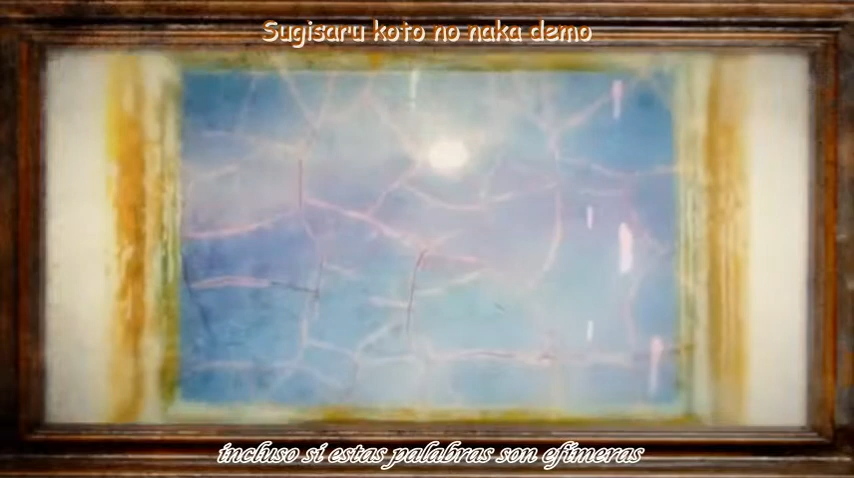 Sugisaru koto no naka demo
incluso si estas palabras son efímeras